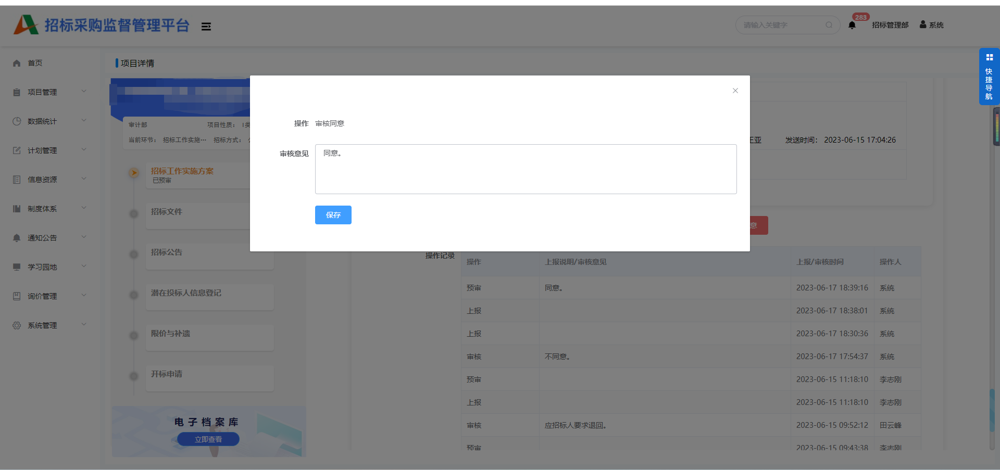 招标采购监督管理平台
请输入关键字
283
招标管理部
系统
快捷导航
首页
项目管理
数据统计
计划管理
信息资源
制度体系
通知公告
学习园地
询价管理
系统管理
项目详情
审计部
项目性质： I类
当前环节： 招标工作实施… 招标方式：
招标工作实施方案
已预审
招标文件
招标公告
潜在投标人信息登记
限价与补遗
开标申请
电子档案库
立即查看
操作 审核同意
审核意见 同意。
保存
王亚 发送时间： 2023-06-15 17:04:26
意
操作记录
操作 上报说明/审核意见 上报/审核时间 操作人
预审 同意。 2023-06-17 18:39:16 系统
上报 2023-06-17 18:38:01 系统
上报 2023-06-17 18:30:36 系统
审核 不同意。 2023-06-17 17:54:37 系统
预审 2023-06-15 11:18:10 李志刚
上报 2023-06-15 11:18:10 李志刚
审核 应招标人要求退回。 2023-06-15 09:52:12 田云峰
预审 2023-06-15 09:43:38 李志刚